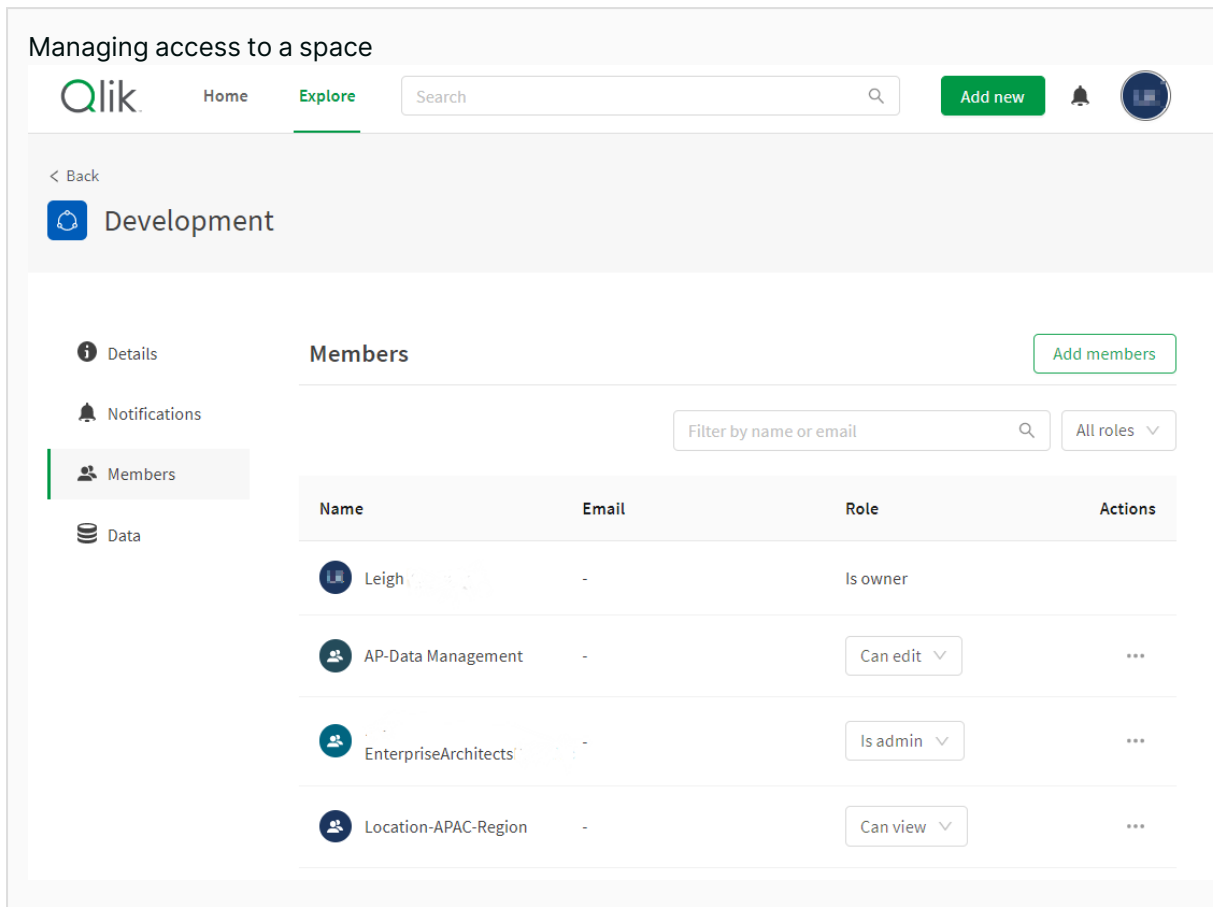 Managing access to a space
Qlik Home Explore Search Add new
< Back
Development
Details
Notifications
Members
Data
Members Add members
Filter by name or email All roles
Name Email Role Actions
Leigh - Is owner
AP-Data Management - Can edit ...
EnterpriseArchitects - Is admin ...
Location-APAC-Region - Can view ...